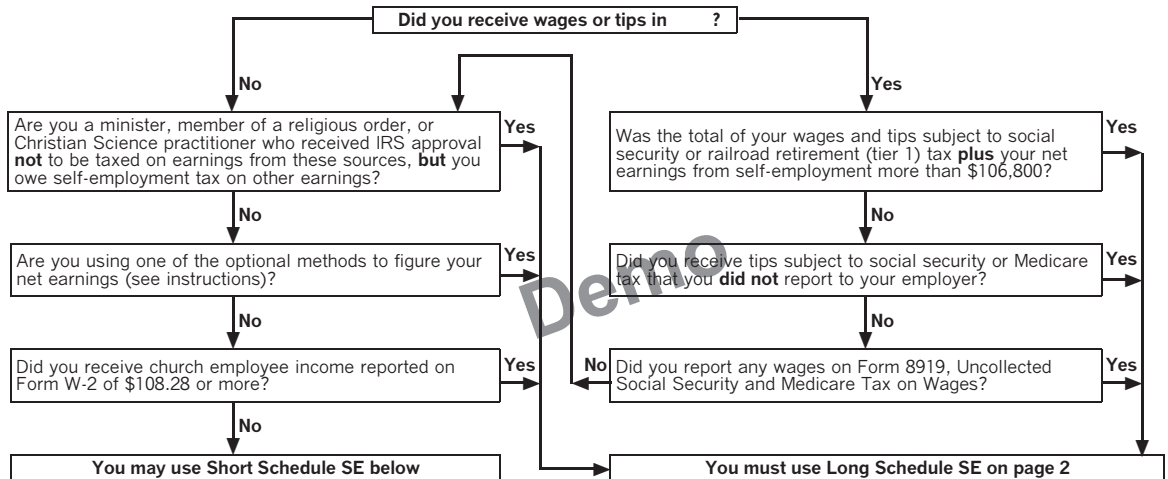 Did you receive wages or tips in ?
No
Yes
Are you a minister, member of a religious order, or
Christian Science practitioner who received IRS approval
not to be taxed on earnings from these sources, but you
owe self-employment tax on other earnings?
Yes
Was the total of your wages and tips subject to social
security or railroad retirement (tier 1) tax plus your net
earnings from self-employment more than $106,800?
Yes
No
No
Are you using one of the optional methods to figure your
net earnings (see instructions)?
Yes
Did you receive tips subject to social security or Medicare
tax that you did not report to your employer?
Yes
Demo
No
No
Did you receive church employee income reported on
Form W-2 of $108.28 or more?
Yes
No
Did you report any wages on Form 8919, Uncollected
Social Security and Medicare Tax on Wages?
Yes
No
You may use Short Schedule SE below
You must use Long Schedule SE on page 2